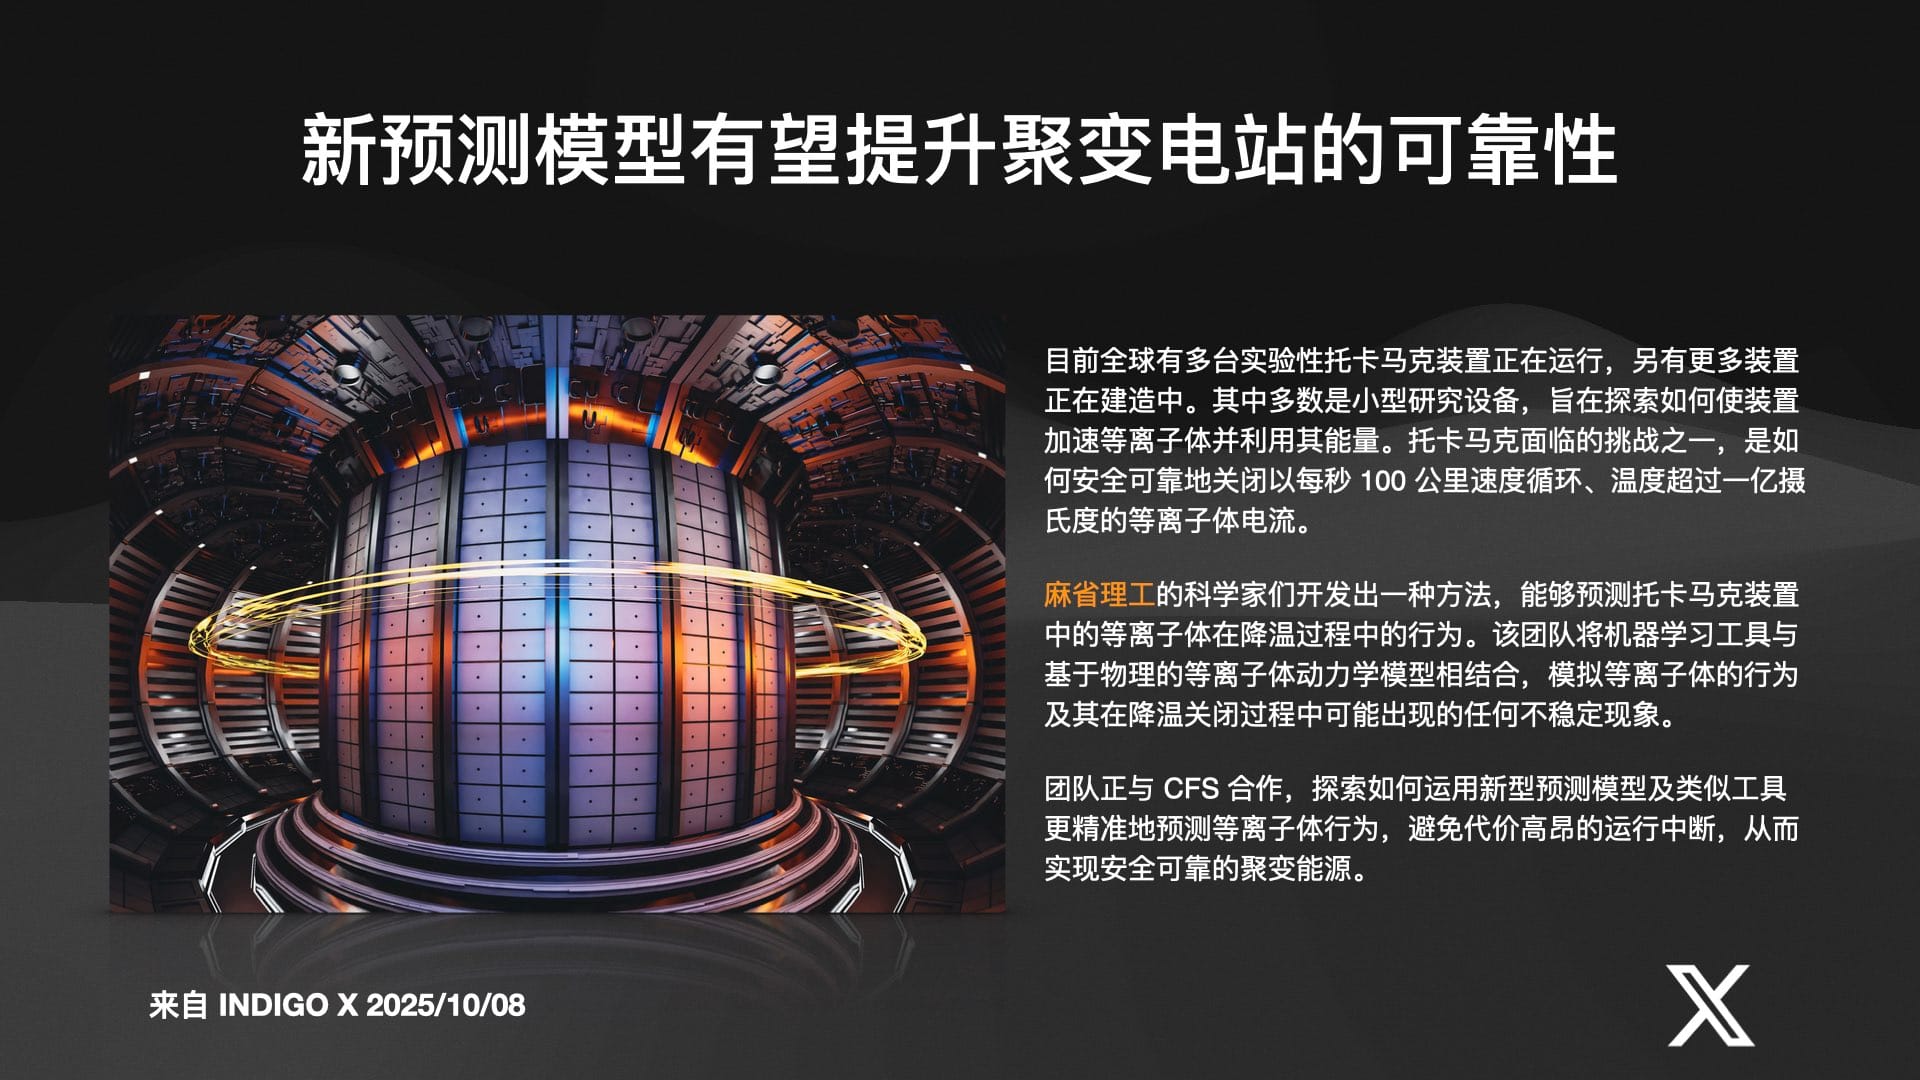 新预测模型有望提升聚变电站的可靠性
目前全球有多台实验性托卡马克装置正在运行，另有更多装置
正在建造中。其中多数是小型研究设备，旨在探索如何使装置
加速等离子体并利用其能量。托卡马克面临的挑战之一，是如
何安全可靠地关闭以每秒 100 公里速度循环、温度超过一亿摄
氏度的等离子体电流。
麻省理工的科学家们开发出一种方法，能够预测托卡马克装置
中的等离子体在降温过程中的行为。该团队将机器学习工具与
基于物理的等离子体动力学模型相结合，模拟等离子体的行为
及其在降温关闭过程中可能出现的任何不稳定现象。
团队正与 CFS 合作，探索如何运用新型预测模型及类似工具
更精准地预测等离子体行为，避免代价高昂的运行中断，从而
实现安全可靠的聚变能源。
来自 INDIGO X 2025/10/08